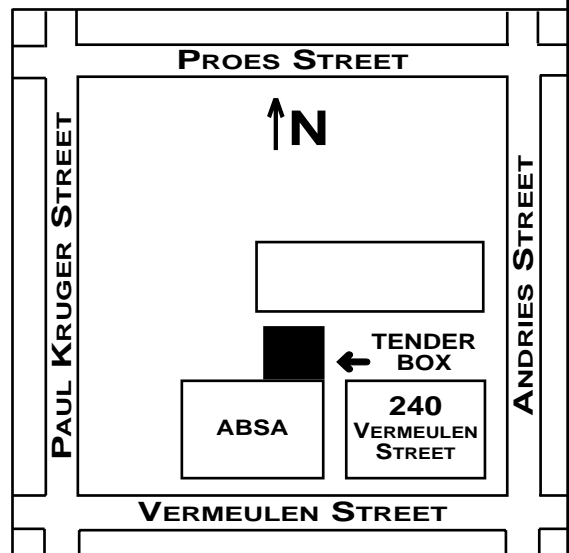 PROES STREET
N
PAUL KRUGER STREET
ANDRIES STREET
TENDER
BOX
ABSA
240
VERMEULEN
STREET
VERMEULEN STREET